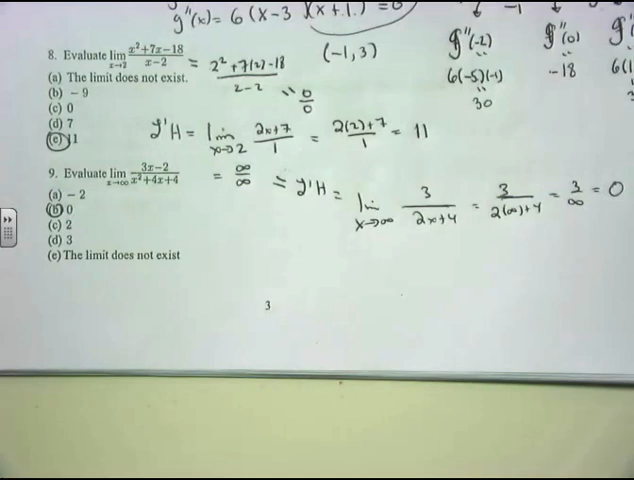 g''(x) = 6(x-3)(x+1) = 0
-1
(-1, 3)
g''(-2)
g''(0)
6(-5)(-1)
-18
30
8. Evaluate lim x→2 x²+7x−18 / x−2 = 2²+7(2)-18 / 2-2 = 0/0
(a) The limit does not exist.
(b) −9
(c) 0
(d) 7
(e) 11
L'H = lim x→2 2x+7 / 1 = 2(2)+7 / 1 = 11
9. Evaluate lim x→∞ 3x−2 / x²+4x+4 = ∞/∞ = L'H = lim x→∞ 3 / 2x+4 = 3 / 2(∞)+4 = 3/∞ = 0
(a) −2
(b) 0
(c) 2
(d) 3
(e) The limit does not exist
3